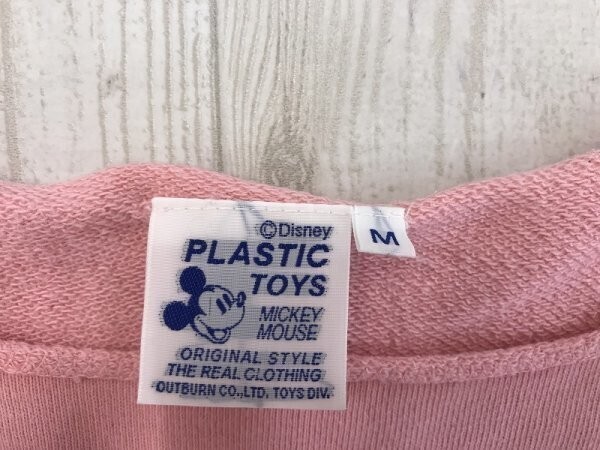 ©Disney
PLASTIC
TOYS
MICKEY
MOUSE
ORIGINAL STYLE
THE REAL CLOTHING
OUTBURN CO.,LTD. TOYS DIV.
M